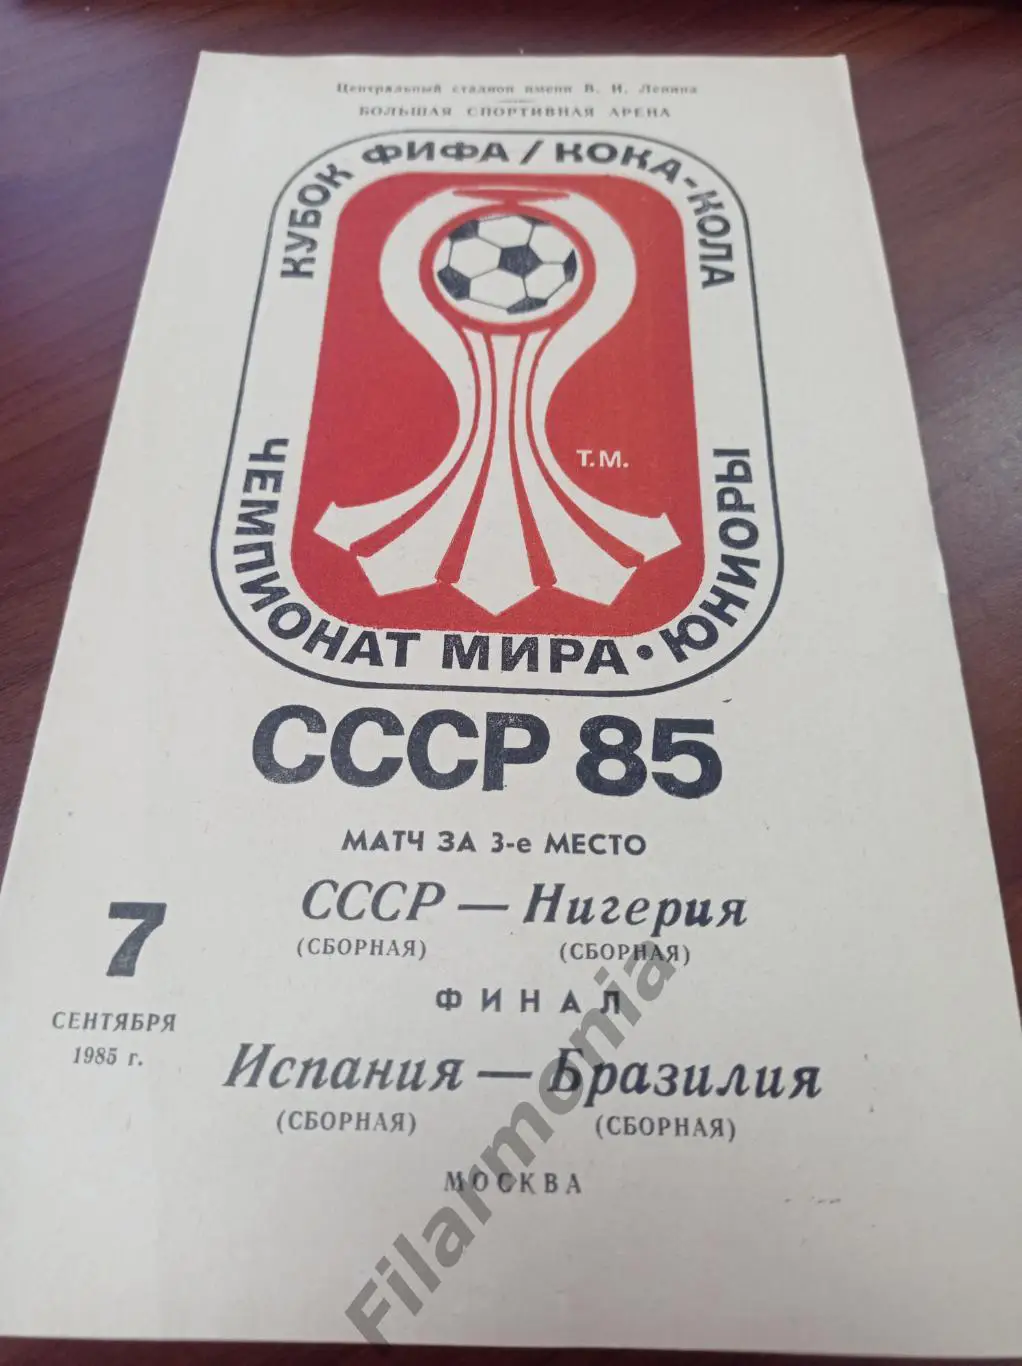 Центральный стадион имени В. И. Ленина
БОЛЬШАЯ СПОРТИВНАЯ АРЕНА
КУБОК ФИФА / КОКА-КОЛА
ЧЕМПИОНАТ МИРА · ЮНИОРЫ
Т.М.
СССР 85
МАТЧ ЗА 3-е МЕСТО
СССР — Нигерия
(СБОРНАЯ) (СБОРНАЯ)
7
СЕНТЯБРЯ
1985 г.
ФИНАЛ
Испания — Бразилия
(СБОРНАЯ) (СБОРНАЯ)
МОСКВА
Filarmonia